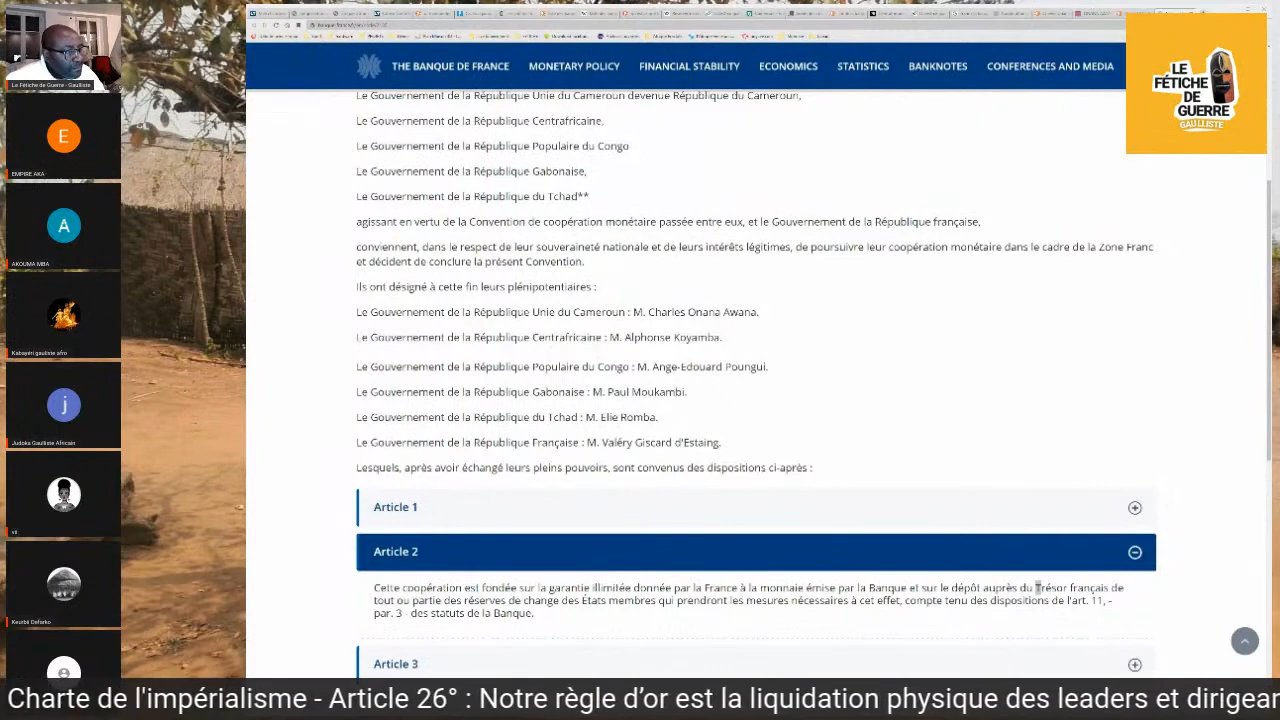 Le Fétiche de Guerre - Gaulliste
E
EMPIRE AKA
A
AKOUMA MBA
Kabayeri gauliste afro
j
Judoka Gauliste Africain
vii
Keurbli Deforko
THE BANQUE DE FRANCE
MONETARY POLICY
FINANCIAL STABILITY
ECONOMICS
STATISTICS
BANKNOTES
CONFERENCES AND MEDIA
LE
FÉTICHE
DE
GUERRE
GAULLISTE
Le Gouvernement de la République Unie du Cameroun devenue République du Cameroun,
Le Gouvernement de la République Centrafricaine,
Le Gouvernement de la République Populaire du Congo
Le Gouvernement de la République Gabonaise,
Le Gouvernement de la République du Tchad**
agissant en vertu de la Convention de coopération monétaire passée entre eux, et le Gouvernement de la République française,
conviennent, dans le respect de leur souveraineté nationale et de leurs intérêts légitimes, de poursuivre leur coopération monétaire dans le cadre de la Zone Franc
et décident de conclure la présent Convention.
Ils ont désigné à cette fin leurs plénipotentiaires :
Le Gouvernement de la République Unie du Cameroun : M. Charles Onana Awana.
Le Gouvernement de la République Centrafricaine : M. Alphonse Koyamba.
Le Gouvernement de la République Populaire du Congo : M. Ange-Edouard Poungui.
Le Gouvernement de la République Gabonaise : M. Paul Moukambi.
Le Gouvernement de la République du Tchad : M. Elie Romba.
Le Gouvernement de la République Française : M. Valéry Giscard d'Estaing.
Lesquels, après avoir échangé leurs pleins pouvoirs, sont convenus des dispositions ci-après :
Article 1
Article 2
Cette coopération est fondée sur la garantie illimitée donnée par la France à la monnaie émise par la Banque et sur le dépôt auprès du Trésor français de
tout ou partie des réserves de change des États membres qui prendront les mesures nécessaires à cet effet, compte tenu des dispositions de l'art. 11, -
par. 3 - des statuts de la Banque.
Article 3
Charte de l'impérialisme - Article 26° : Notre règle d'or est la liquidation physique des leaders et dirigear